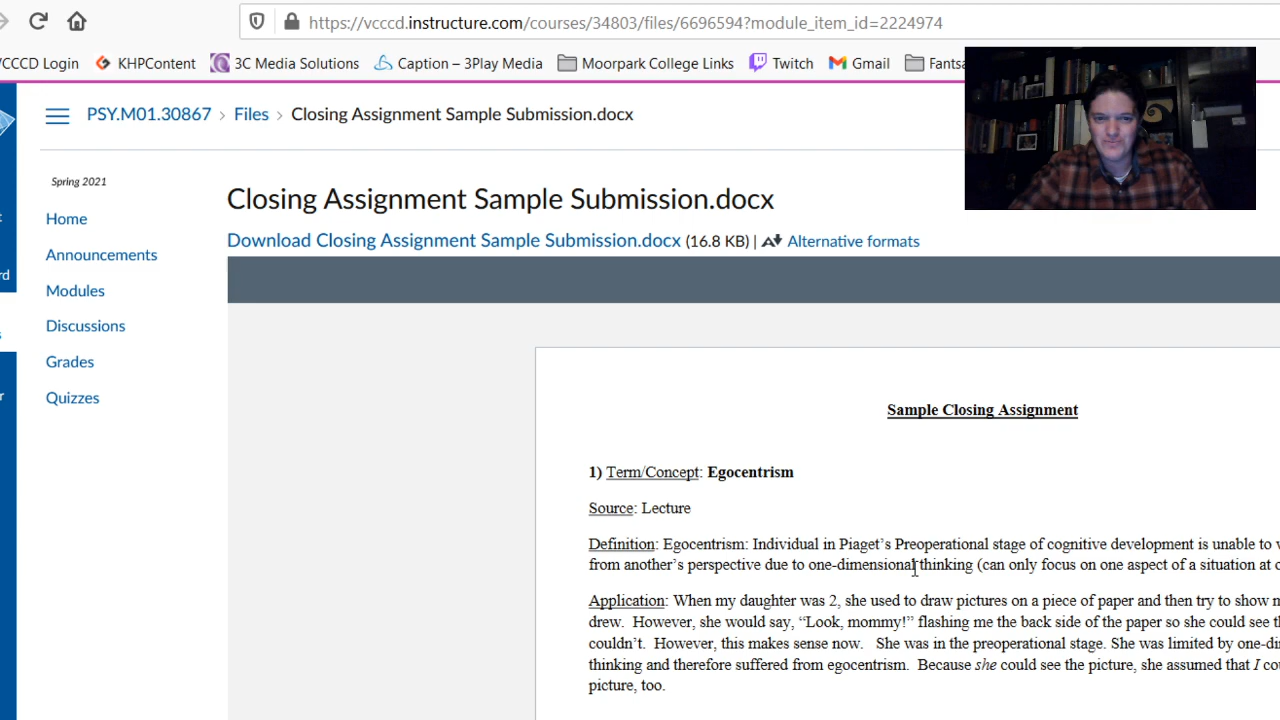 https://vcccd.instructure.com/courses/34803/files/6696594?module_item_id=2224974
VCCCD Login KHPContent 3C Media Solutions Caption – 3Play Media Moorpark College Links Twitch Gmail
PSY.M01.30867 › Files › Closing Assignment Sample Submission.docx
Spring 2021
Home
Announcements
Modules
Discussions
Grades
Quizzes
Closing Assignment Sample Submission.docx
Download Closing Assignment Sample Submission.docx (16.8 KB) | Alternative formats
Sample Closing Assignment
1) Term/Concept: Egocentrism
Source: Lecture
Definition: Egocentrism: Individual in Piaget's Preoperational stage of cognitive development is unable to
from another's perspective due to one-dimensional thinking (can only focus on one aspect of a situation at
Application: When my daughter was 2, she used to draw pictures on a piece of paper and then try to show
drew. However, she would say, "Look, mommy!" flashing me the back side of the paper so she could see
couldn't. However, this makes sense now. She was in the preoperational stage. She was limited by
thinking and therefore suffered from egocentrism. Because she could see the picture, she assumed that I
picture, too.